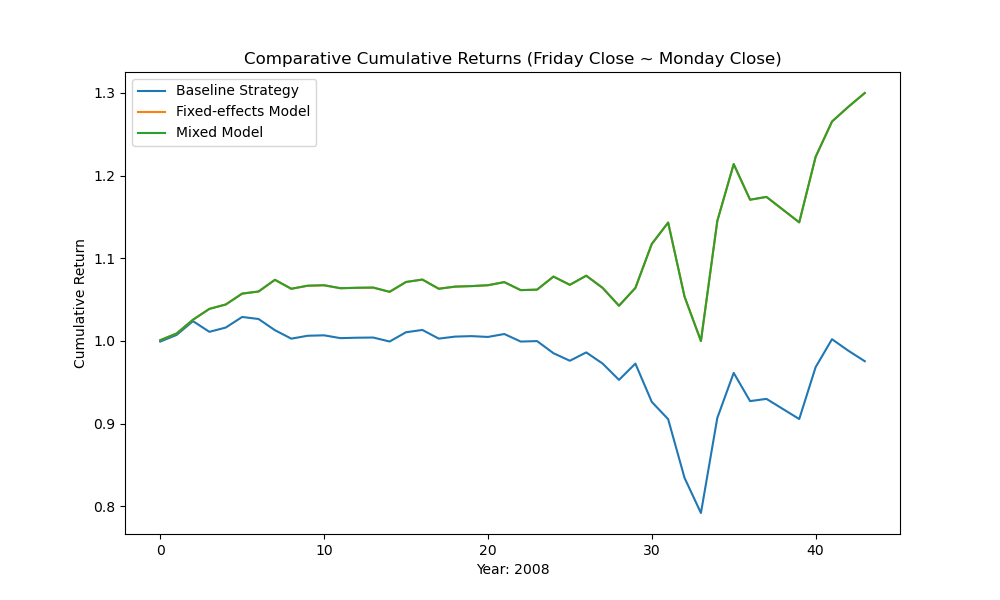 Comparative Cumulative Returns (Friday Close ~ Monday Close)
Baseline Strategy
Fixed-effects Model
Mixed Model
Cumulative Return
1.3
1.2
1.1
1.0
0.9
0.8
0
10
20
30
40
Year: 2008